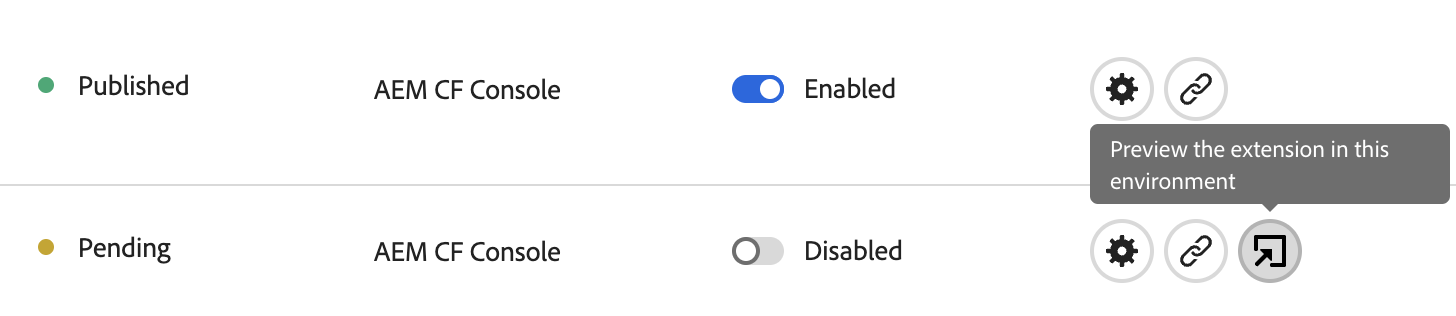 Published AEM CF Console Enabled
Preview the extension in this
environment
Pending AEM CF Console Disabled